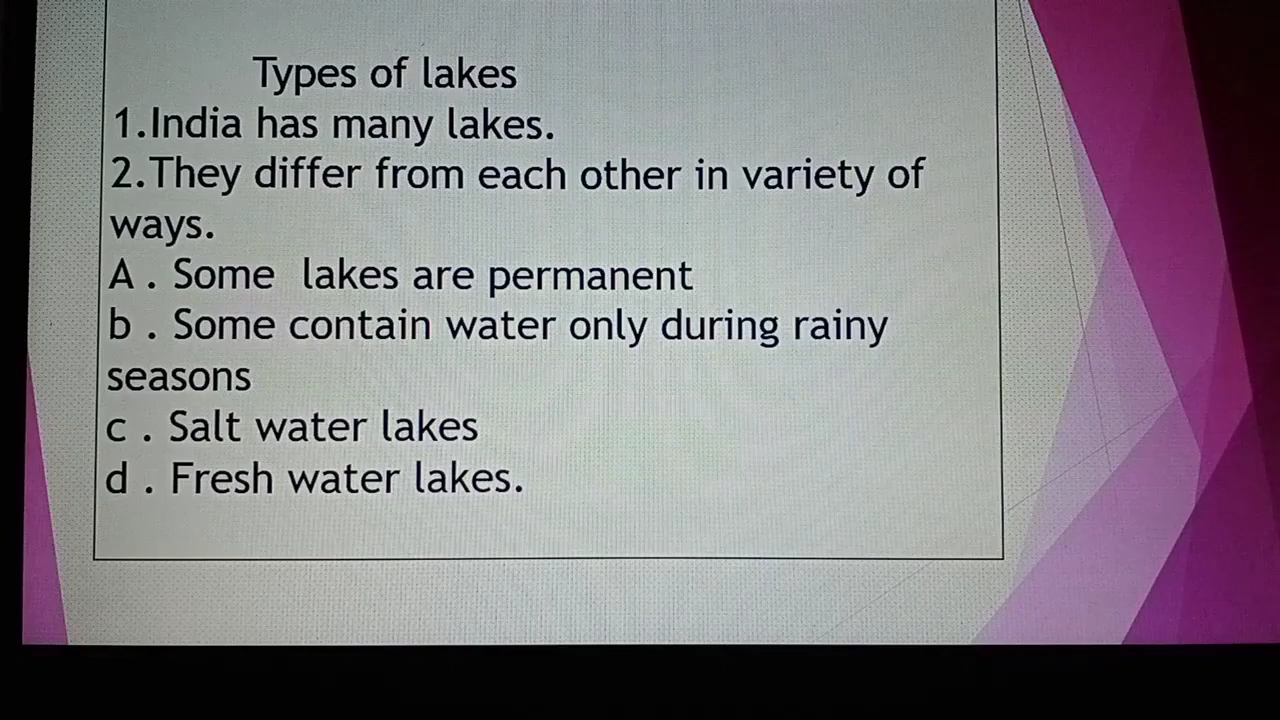 Types of lakes
1.India has many lakes.
2.They differ from each other in variety of
ways.
A . Some  lakes are permanent
b . Some contain water only during rainy
seasons
c . Salt water lakes
d . Fresh water lakes.